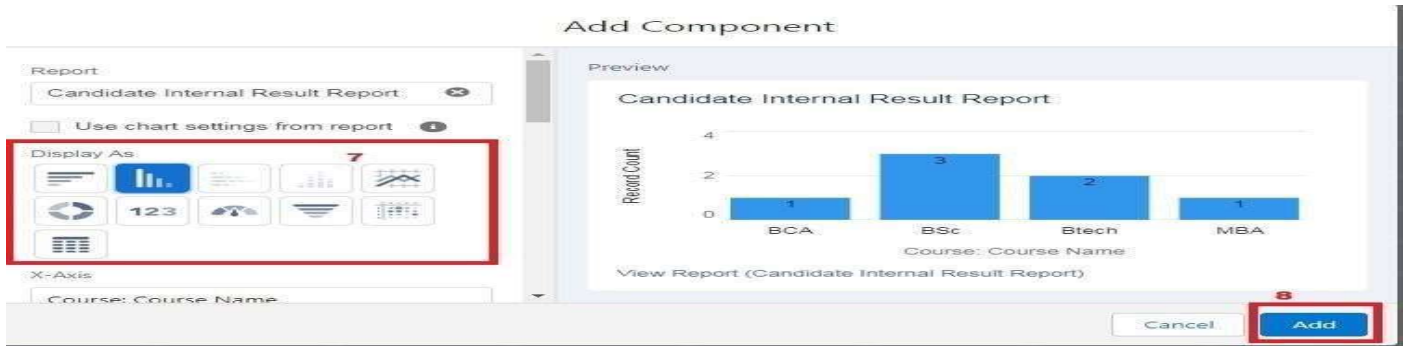 Add Component
Report
Candidate Internal Result Report
Use chart settings from report
Display As
7
123
X-Axis
Course: Course Name
Preview
Candidate Internal Result Report
Record Count
4
2
0
1
3
2
1
BCA BSc Btech MBA
Course: Course Name
View Report (Candidate Internal Result Report)
8
Cancel Add